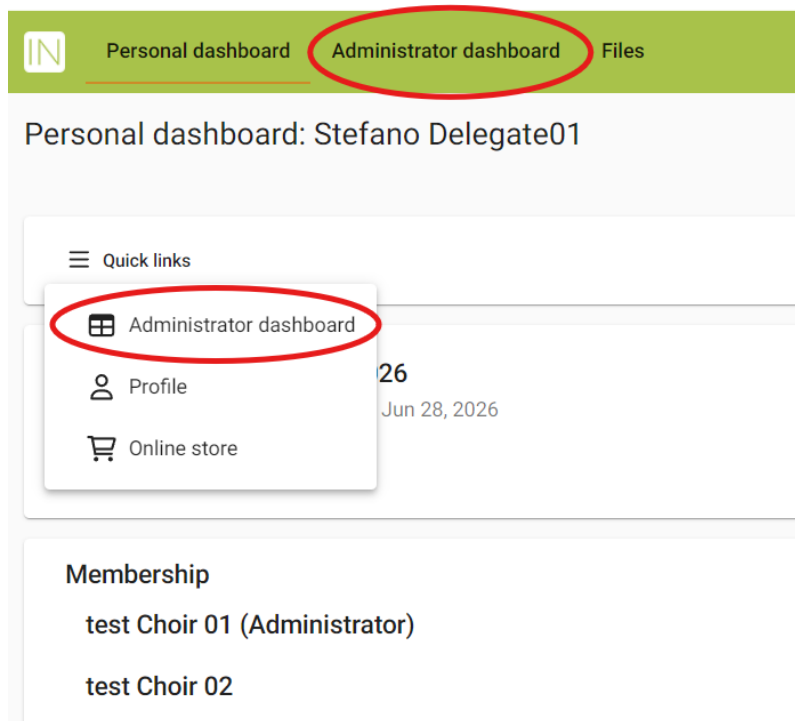 IN
Personal dashboard Administrator dashboard Files
Personal dashboard: Stefano Delegate01
Quick links
Administrator dashboard
Profile
Online store
26
Jun 28, 2026
Membership
test Choir 01 (Administrator)
test Choir 02